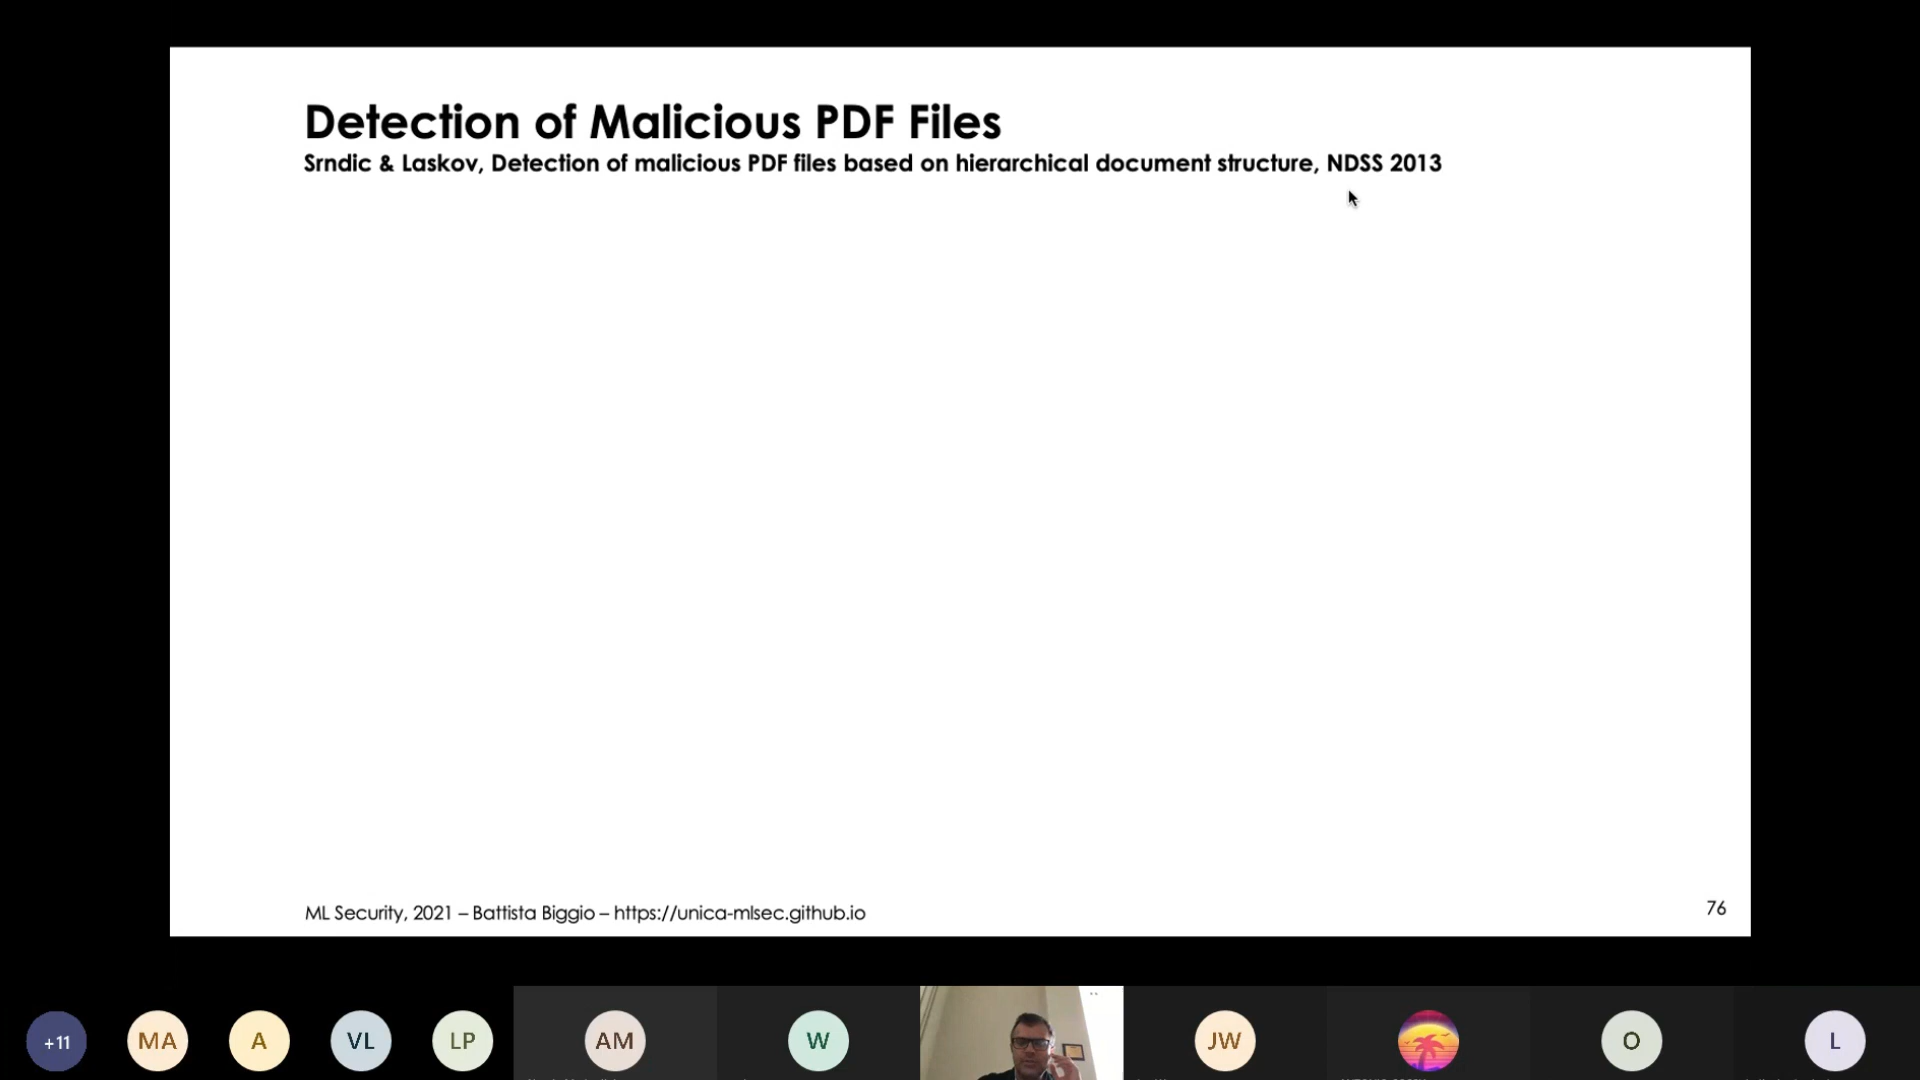 Detection of Malicious PDF Files
Srndic & Laskov, Detection of malicious PDF files based on hierarchical document structure, NDSS 2013
ML Security, 2021 – Battista Biggio – https://unica-mlsec.github.io
76
+11
MA
A
VL
LP
AM
W
JW
O
L